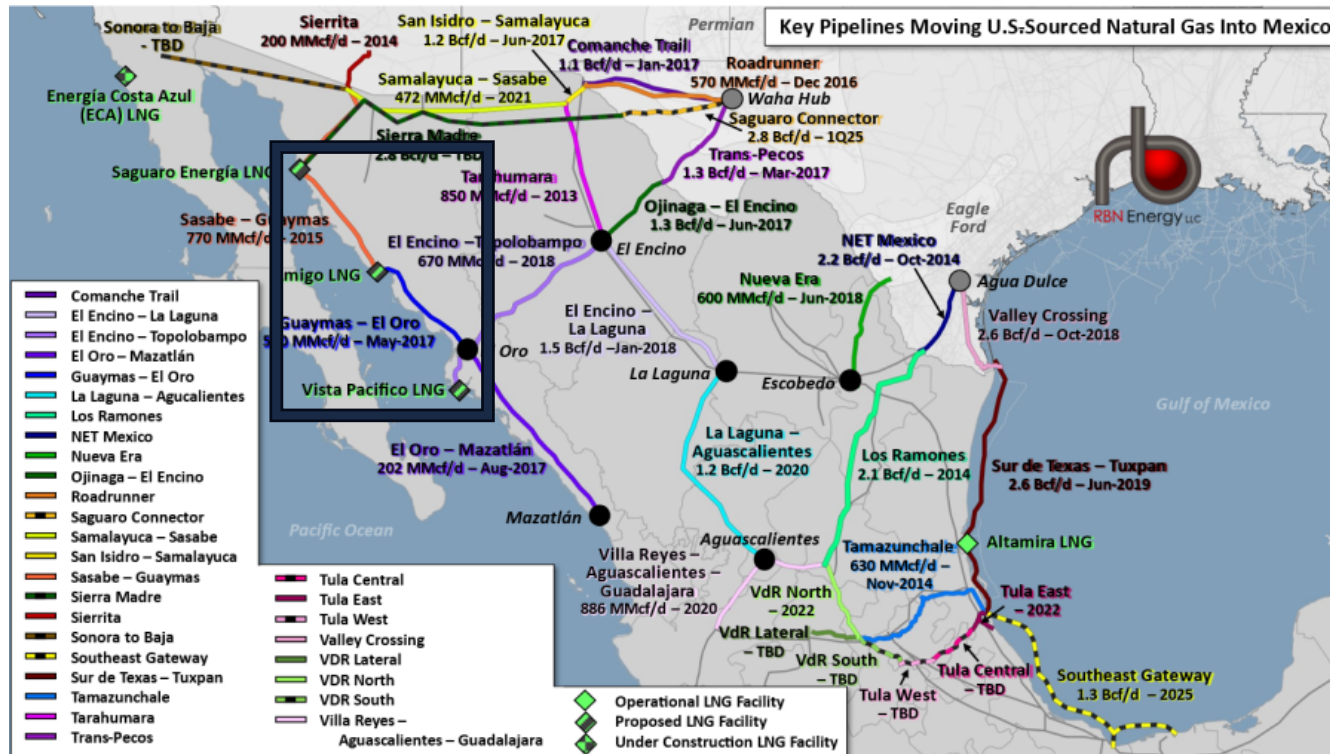 Key Pipelines Moving U.S.-Sourced Natural Gas Into Mexico
Permian
Sonora to Baja
- TBD
Sierrita
200 MMcf/d – 2014
San Isidro – Samalayuca
1.2 Bcf/d – Jun-2017
Comanche Trail
1.1 Bcf/d – Jan-2017
Roadrunner
570 MMcf/d – Dec 2016
Waha Hub
Energía Costa Azul
(ECA) LNG
Samalayuca – Sasabe
472 MMcf/d – 2021
Saguaro Connector
2.8 Bcf/d – 1Q25
Sierra Madre
2.8 Bcf/d – TBD
Saguaro Energía LNG
Trans-Pecos
1.3 Bcf/d – Mar-2017
Tarahumara
850 MMcf/d – 2013
RBN Energy LLC
Sasabe – Guaymas
770 MMcf/d – 2015
Ojinaga – El Encino
1.3 Bcf/d – Jun-2017
Eagle
Ford
El Encino – Topolobampo
670 MMcf/d – 2018
El Encino
NET Mexico
2.2 Bcf/d – Oct-2014
migo LNG
Nueva Era
600 MMcf/d – Jun-2018
Agua Dulce
Guaymas – El Oro
MMcf/d – May-2017
El Encino –
La Laguna
1.5 Bcf/d –Jan-2018
Valley Crossing
2.6 Bcf/d – Oct-2018
Oro
La Laguna
Escobedo
Vista Pacifico LNG
Gulf of Mexico
El Oro – Mazatlán
202 MMcf/d – Aug-2017
La Laguna –
Aguascalientes
1.2 Bcf/d – 2020
Los Ramones
2.1 Bcf/d – 2014
Sur de Texas – Tuxpan
2.6 Bcf/d – Jun-2019
Pacific Ocean
Mazatlán
Aguascalientes
Altamira LNG
Villa Reyes –
Aguascalientes –
Guadalajara
886 MMcf/d – 2020
Tamazunchale
630 MMcf/d –
Nov-2014
VdR North
– 2022
Tula East
– 2022
VdR Lateral
– TBD
VdR South
– TBD
Tula Central
– TBD
Tula West
– TBD
Southeast Gateway
1.3 Bcf/d – 2025
Comanche Trail
El Encino – La Laguna
El Encino – Topolobampo
El Oro – Mazatlán
Guaymas – El Oro
La Laguna – Agucalientes
Los Ramones
NET Mexico
Nueva Era
Ojinaga – El Encino
Roadrunner
Saguaro Connector
Samalayuca – Sasabe
San Isidro – Samalayuca
Sasabe – Guaymas
Sierra Madre
Sierrita
Sonora to Baja
Southeast Gateway
Sur de Texas – Tuxpan
Tamazunchale
Tarahumara
Trans-Pecos
Tula Central
Tula East
Tula West
Valley Crossing
VDR Lateral
VDR North
VDR South
Villa Reyes –
Aguascalientes – Guadalajara
Operational LNG Facility
Proposed LNG Facility
Under Construction LNG Facility